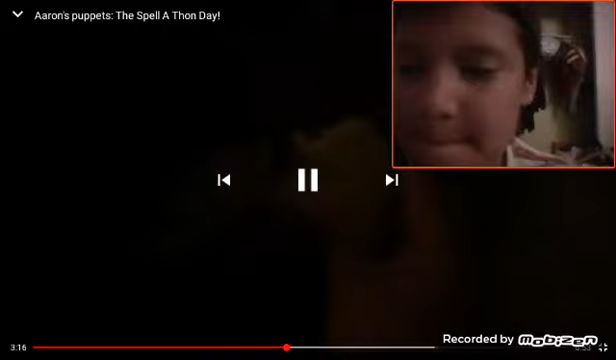 Aaron's puppets: The Spell A Thon Day!
3:16
Recorded by Mobizen